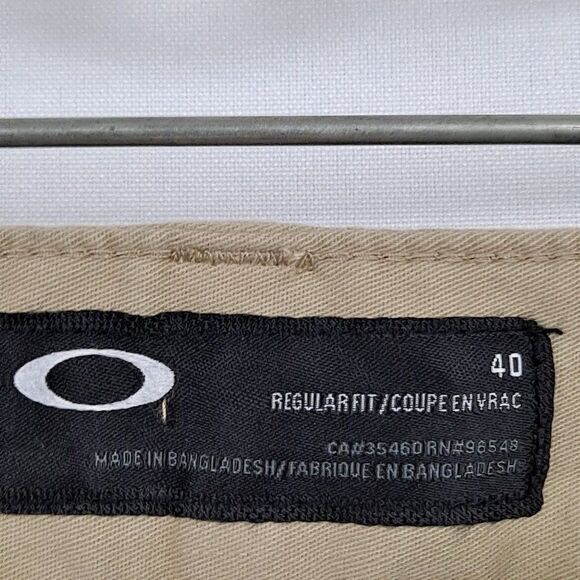 40
REGULAR FIT/COUPE EN VRAC
CA#35460 RN#96548
MADE IN BANGLADESH/FABRIQUE EN BANGLADESH